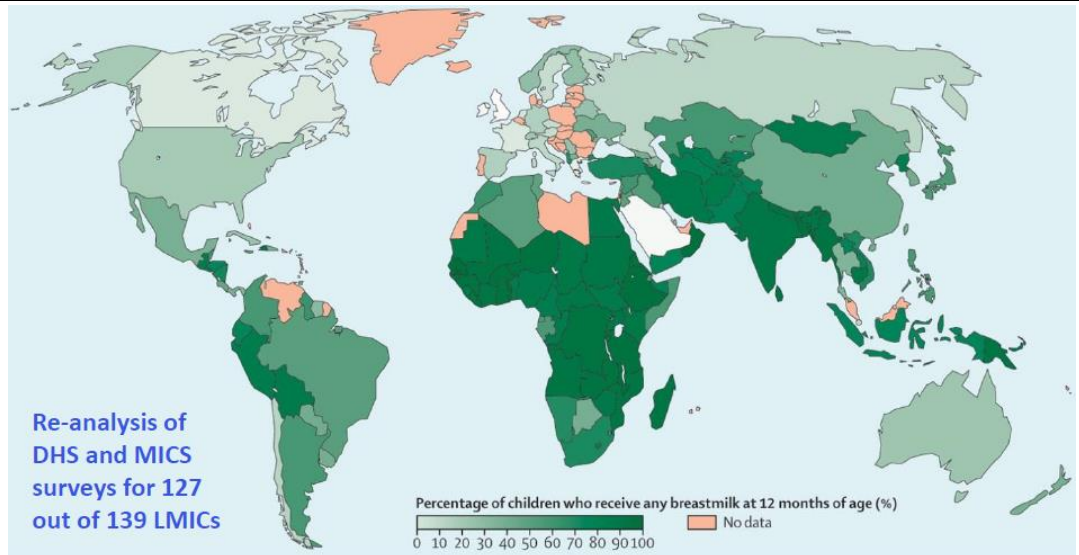 Re-analysis of
DHS and MICS
surveys for 127
out of 139 LMICs
Percentage of children who receive any breastmilk at 12 months of age (%)
0 10 20 30 40 50 60 70 80 90 100
No data